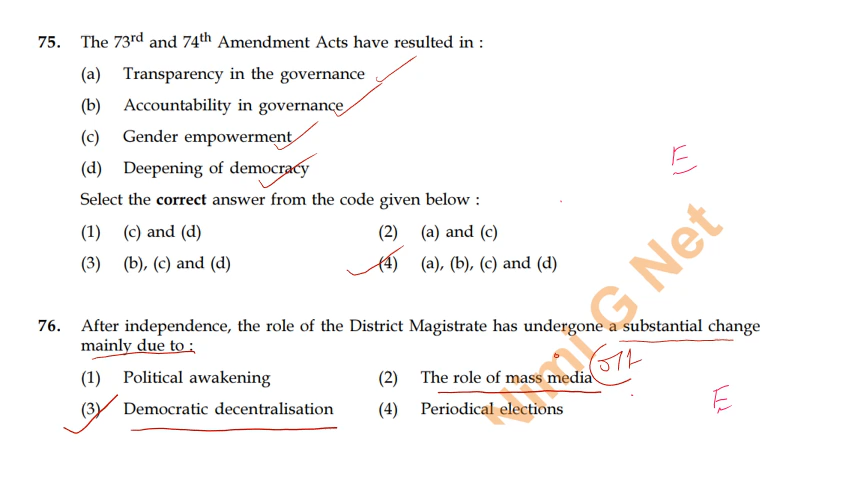 75. The 73rd and 74th Amendment Acts have resulted in :
(a) Transparency in the governance
(b) Accountability in governance
(c) Gender empowerment
(d) Deepening of democracy
E
Select the correct answer from the code given below :
(1) (c) and (d) (2) (a) and (c)
(3) (b), (c) and (d) (4) (a), (b), (c) and (d)
76. After independence, the role of the District Magistrate has undergone a substantial change
mainly due to :
(1) Political awakening (2) The role of mass media
(3) Democratic decentralisation (4) Periodical elections
E
Nimi G Net